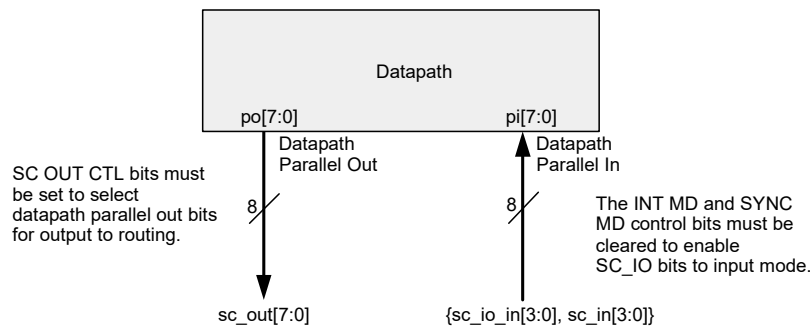 Datapath
po[7:0]
pi[7:0]
Datapath
Parallel Out
Datapath
Parallel In
SC OUT CTL bits must
be set to select
datapath parallel out bits
for output to routing.
8
8
The INT MD and SYNC
MD control bits must be
cleared to enable
SC_IO bits to input mode.
sc_out[7:0]
{sc_io_in[3:0], sc_in[3:0]}